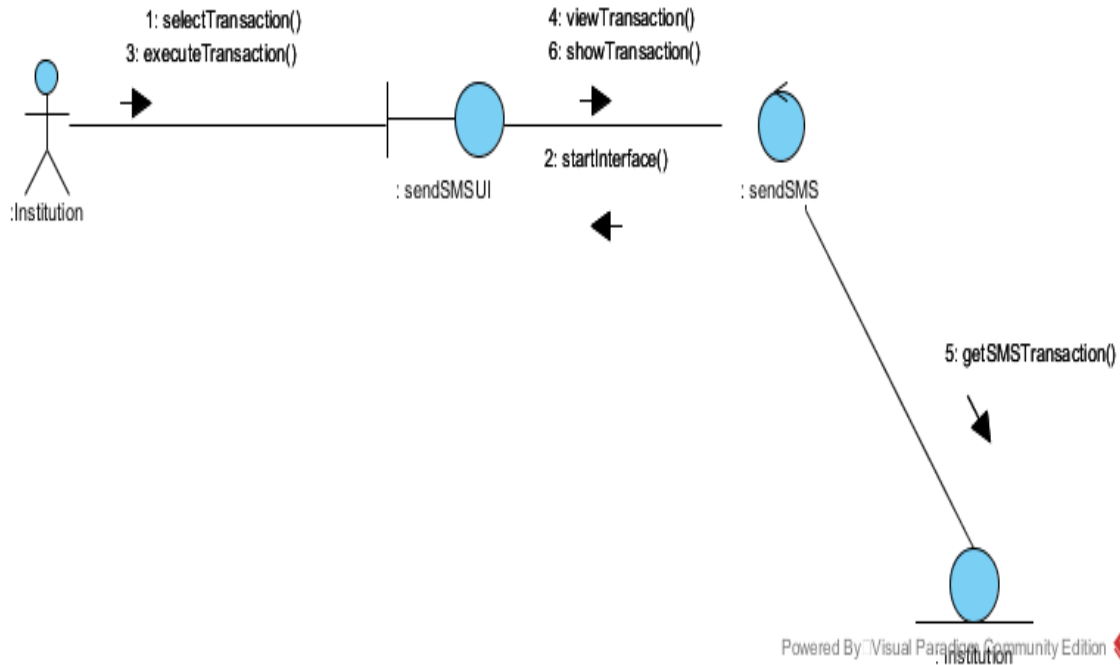 1: selectTransaction()
3: executeTransaction()
4: viewTransaction()
6: showTransaction()
2: startInterface()
:Institution
: sendSMSUI
: sendSMS
5: getSMSTransaction()
Powered By Visual Paradigm Community Edition
: Institution